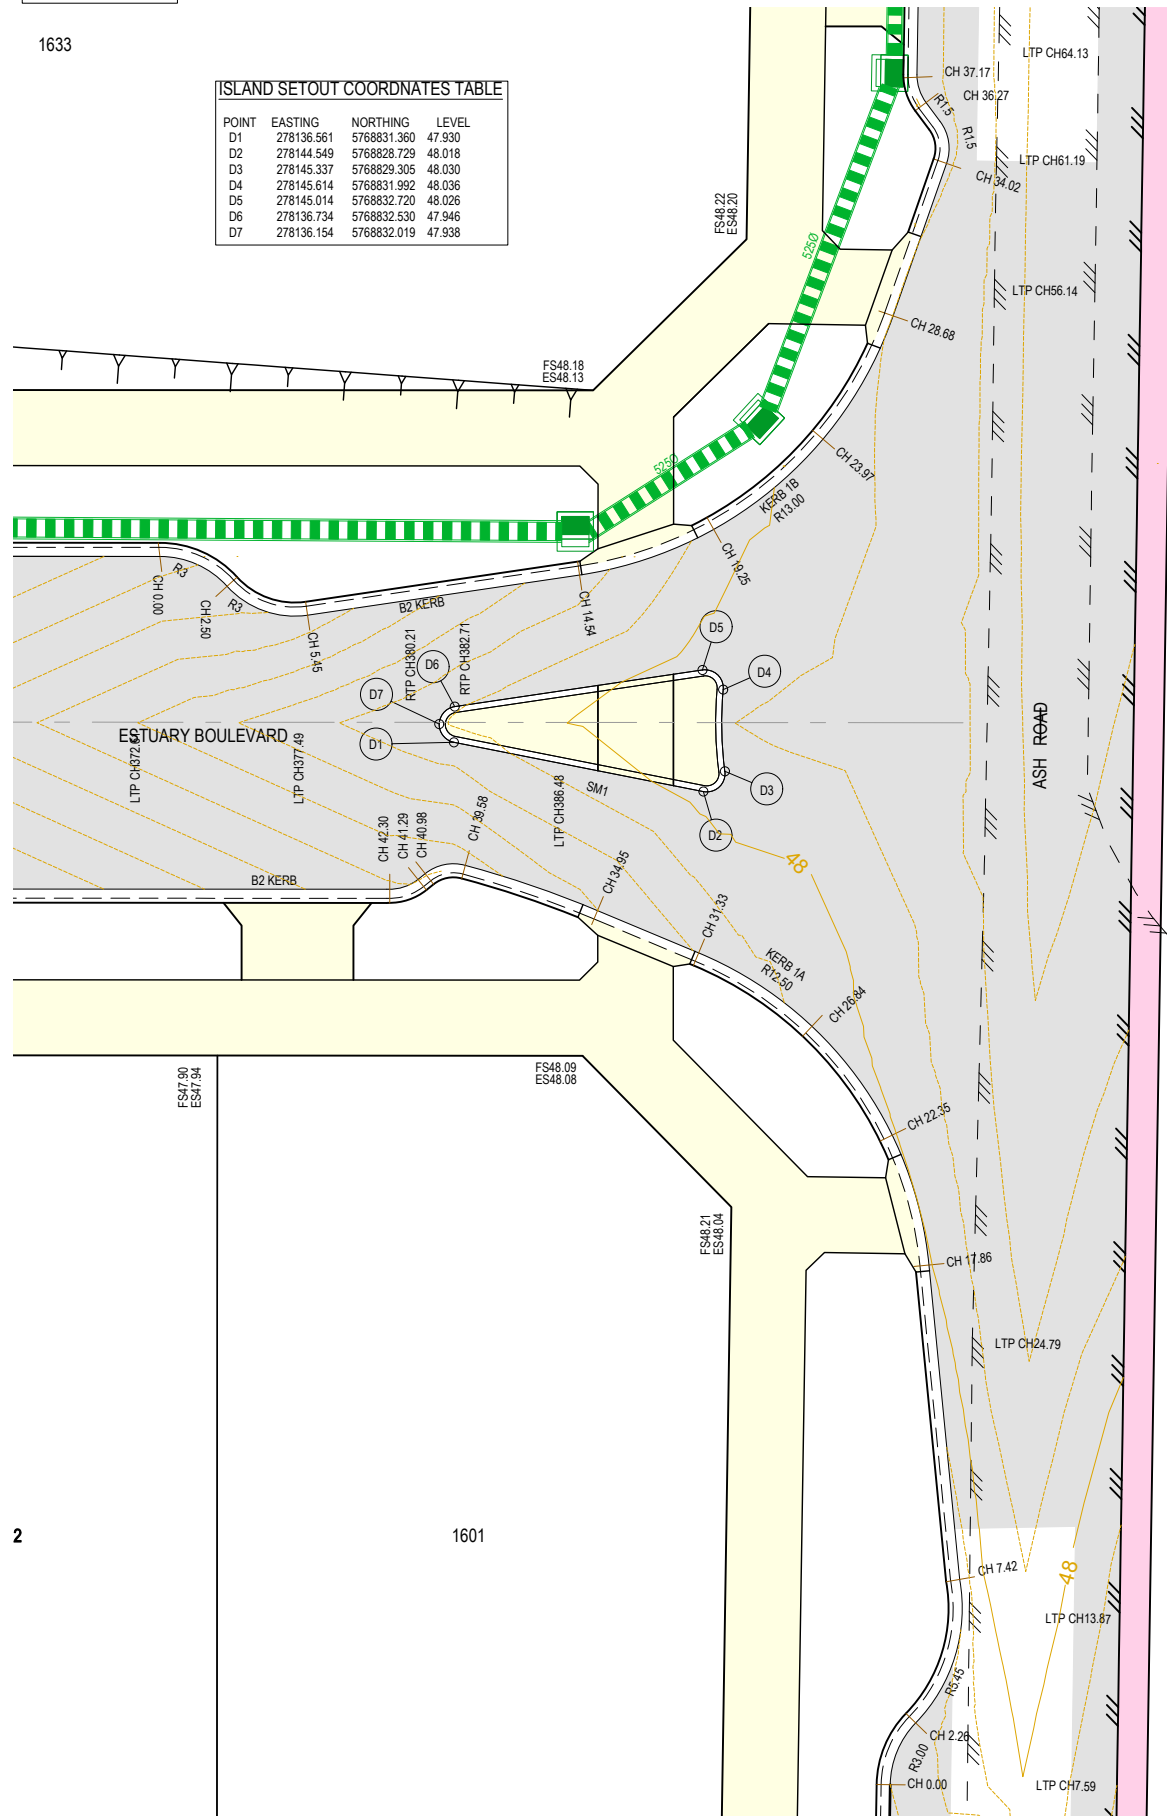 1633
ISLAND SETOUT COORDNATES TABLE
POINT EASTING NORTHING LEVEL
D1 278136.561 5768831.360 47.930
D2 278144.549 5768828.729 48.018
D3 278145.337 5768829.305 48.030
D4 278145.614 5768831.992 48.036
D5 278145.014 5768832.720 48.026
D6 278136.734 5768832.530 47.946
D7 278136.154 5768832.019 47.938
LTP CH64.13
CH 37.17
CH 36.27
R1.5
R1.5
LTP CH61.19
CH 34.02
FS48.22
ES48.20
525Ø
LTP CH56.14
CH 28.68
FS48.18
ES48.13
CH 23.97
525Ø
KERB 1B
R13.00
CH 19.25
CH 0.00
R3
CH 2.50
R3
CH 5.45
B2 KERB
CH 14.54
RTP CH380.21
RTP CH382.71
D5
D6
D4
D7
D1
ESTUARY BOULEVARD
ASH ROAD
LTP CH377.49
D3
SM1
D2
LTP CH386.48
CH 42.30
CH 41.29
CH 40.98
CH 39.58
48
B2 KERB
CH 34.95
CH 31.33
KERB 1A
R12.50
CH 26.84
FS47.90
ES47.94
FS48.09
ES48.08
CH 22.35
FS48.21
ES48.04
CH 17.86
LTP CH24.79
2
1601
CH 7.42
48
LTP CH13.87
R5.45
CH 2.26
R3.00
CH 0.00
LTP CH7.59